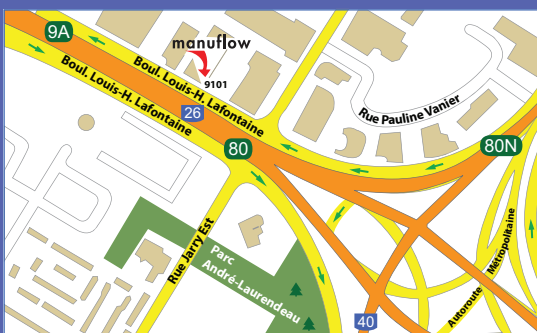 9A
manuflow
Boul. Louis-H. Lafontaine
9101
Boul. Louis-H. Lafontaine
26
Rue Pauline Vanier
80
80N
Rue Jarry Est
Parc
André-Laurendeau
Autoroute
Métropolitaine
40